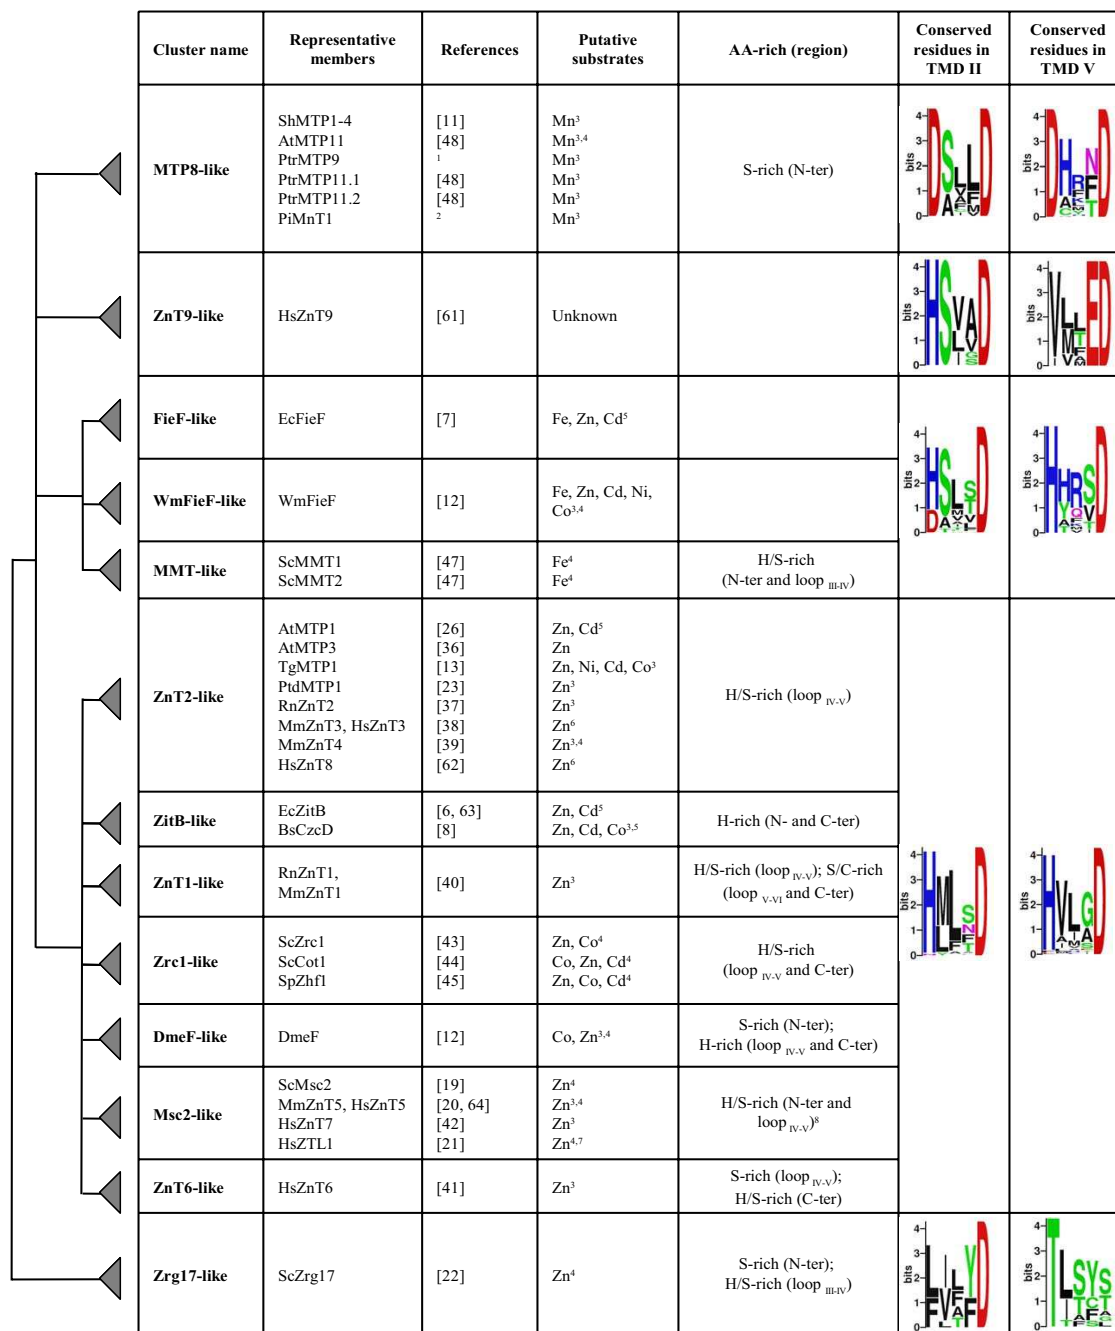 Cluster name | Representative members | References | Putative substrates | AA-rich (region) | Conserved residues in TMD II | Conserved residues in TMD V
MTP8-like
ShMTP1-4 [11] Mn³
AtMTP11 [48] Mn³,⁴
PtrMTP9 ¹ Mn³
PtrMTP11.1 [48] Mn³
PtrMTP11.2 [48] Mn³
PiMnT1 ² Mn³
S-rich (N-ter)
ZnT9-like
HsZnT9 [61] Unknown
FieF-like
EcFieF [7] Fe, Zn, Cd⁵
WmFieF-like
WmFieF [12] Fe, Zn, Cd, Ni,
Co³,⁴
MMT-like
ScMMT1 [47] Fe⁴
ScMMT2 [47] Fe⁴
H/S-rich
(N-ter and loop III-IV)
ZnT2-like
AtMTP1 [26] Zn, Cd⁵
AtMTP3 [36] Zn
TgMTP1 [13] Zn, Ni, Cd, Co³
PtdMTP1 [23] Zn³
RnZnT2 [37] Zn³
MmZnT3, HsZnT3 [38] Zn⁶
MmZnT4 [39] Zn³,⁴
HsZnT8 [62] Zn⁶
H/S-rich (loop IV-V)
ZitB-like
EcZitB [6, 63] Zn, Cd⁵
BsCzcD [8] Zn, Cd, Co³,⁵
H-rich (N- and C-ter)
ZnT1-like
RnZnT1,
MmZnT1
[40] Zn³
H/S-rich (loop IV-V); S/C-rich
(loop V-VI and C-ter)
Zrc1-like
ScZrc1 [43] Zn, Co⁴
ScCot1 [44] Co, Zn, Cd⁴
SpZhf1 [45] Zn, Co, Cd⁴
H/S-rich
(loop IV-V and C-ter)
DmeF-like
DmeF [12] Co, Zn³,⁴
S-rich (N-ter);
H-rich (loop IV-V and C-ter)
Msc2-like
ScMsc2 [19] Zn⁴
MmZnT5, HsZnT5 [20, 64] Zn³,⁴
HsZnT7 [42] Zn³
HsZTL1 [21] Zn⁴,⁷
H/S-rich (N-ter and
loop IV-V)⁸
ZnT6-like
HsZnT6 [41] Zn³
S-rich (loop IV-V);
H/S-rich (C-ter)
Zrg17-like
ScZrg17 [22] Zn⁴
S-rich (N-ter);
H/S-rich (loop III-IV)